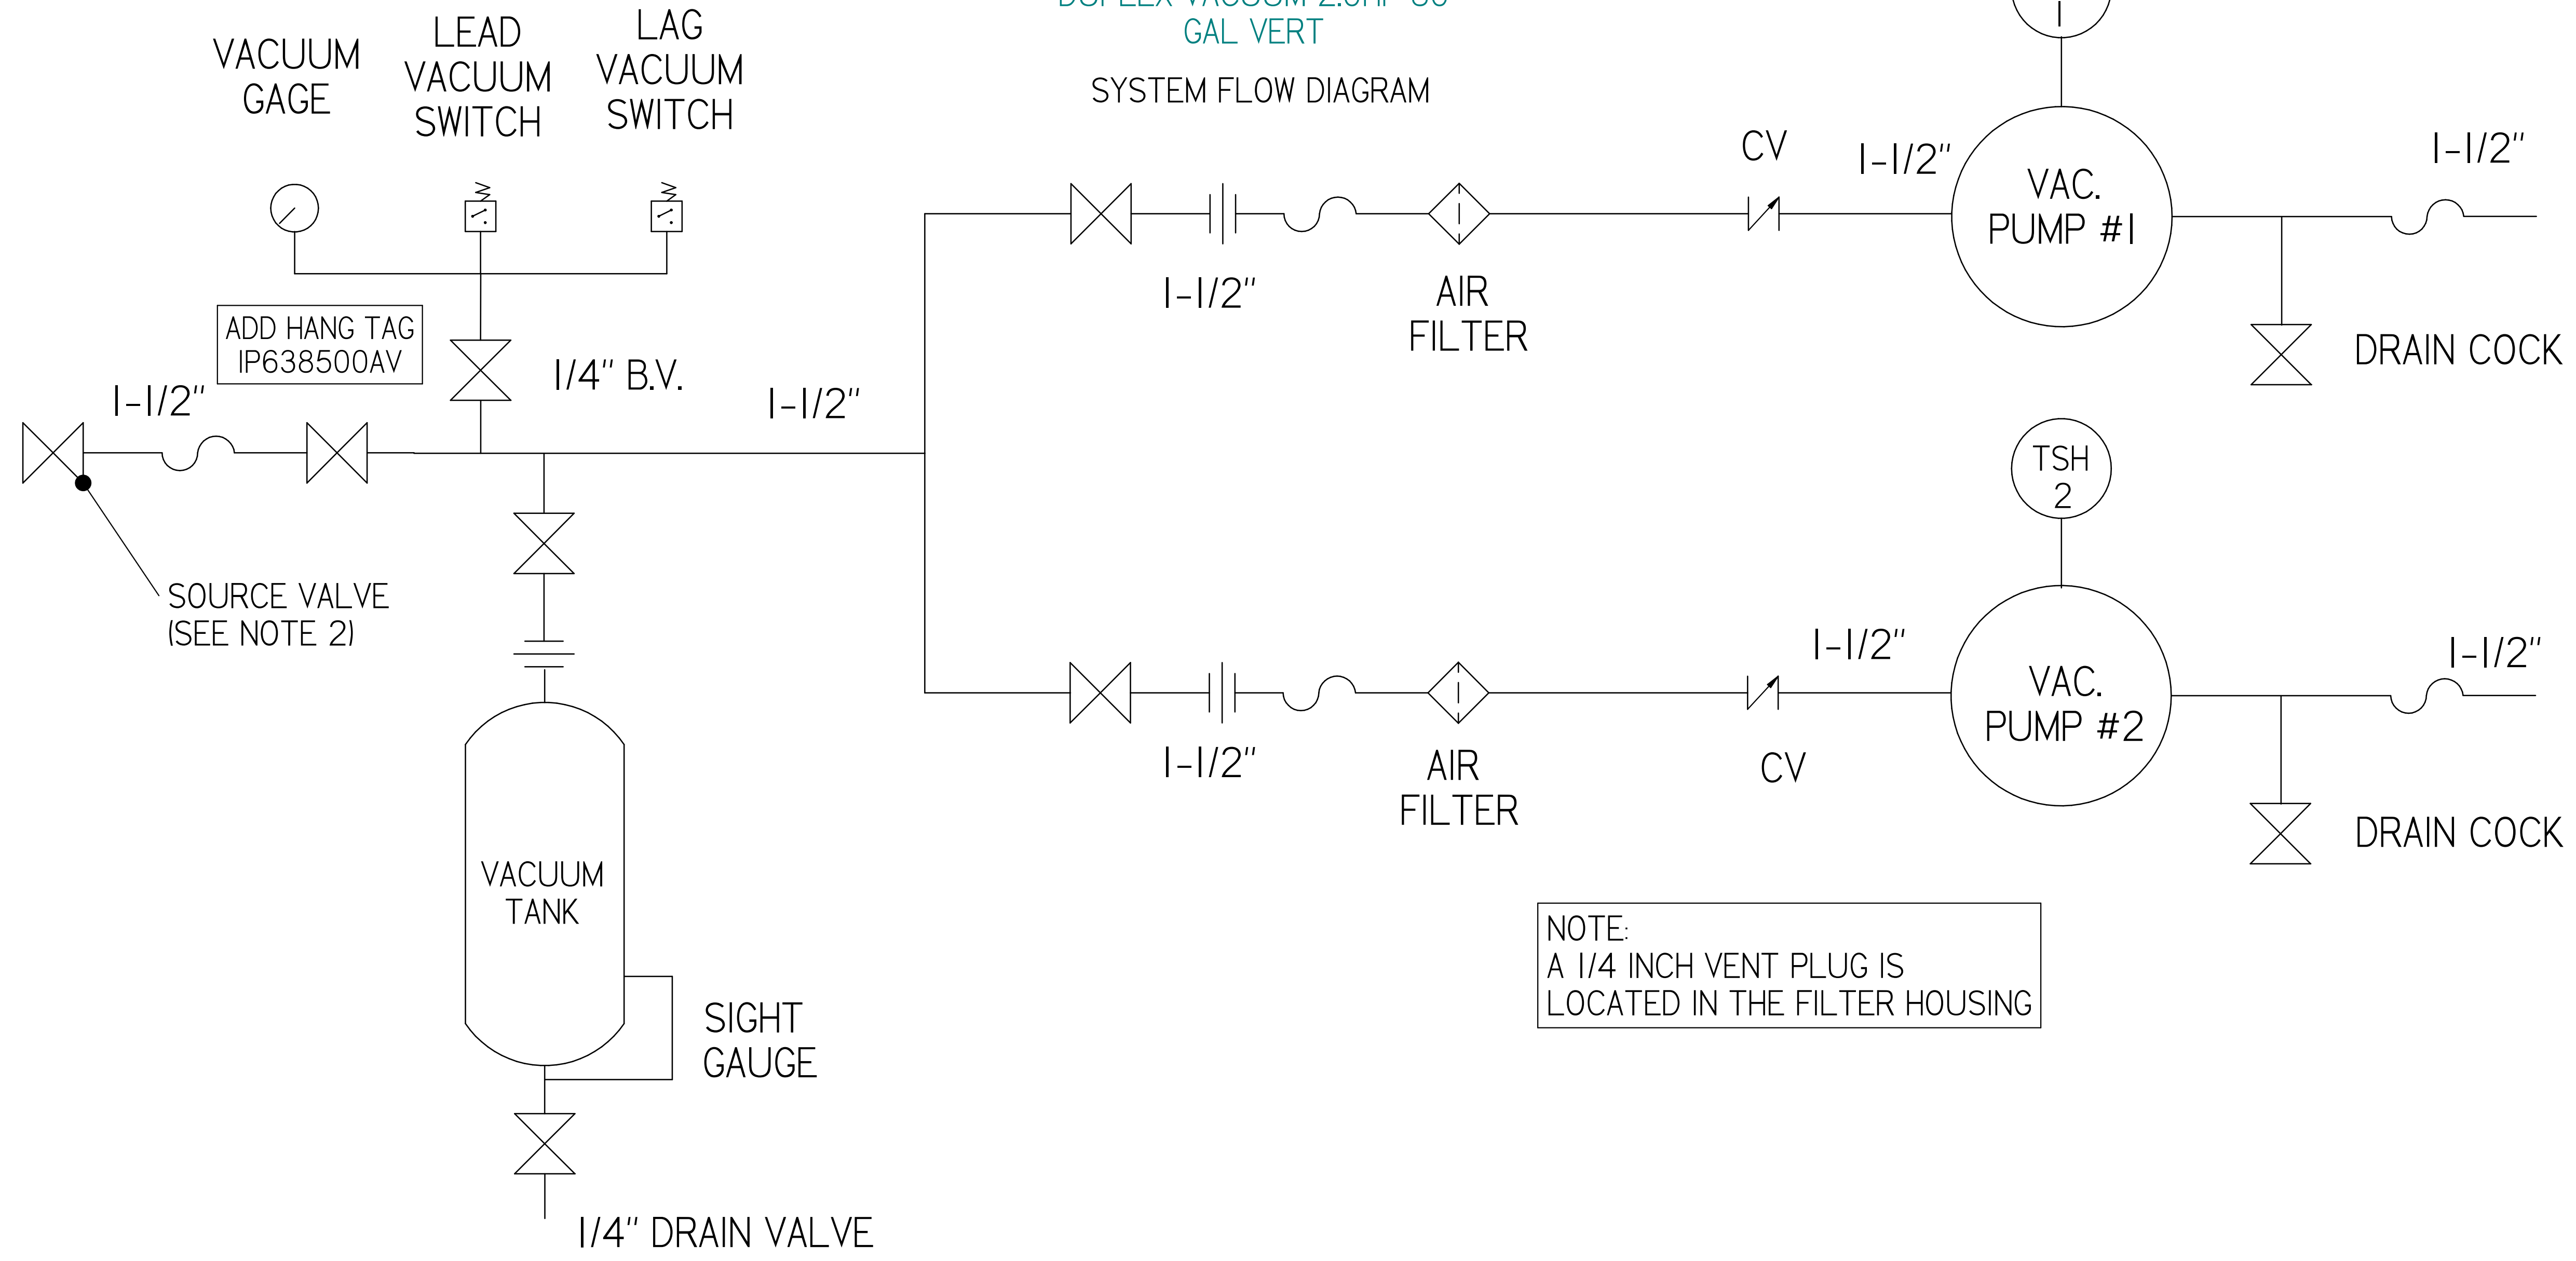 GAL VERT
SYSTEM FLOW DIAGRAM
VACUUM
GAGE
LEAD
VACUUM
SWITCH
LAG
VACUUM
SWITCH
1
CV
1-1/2"
VAC.
PUMP #1
1-1/2"
1-1/2"
AIR
FILTER
DRAIN COCK
ADD HANG TAG
IP638500AV
1/4" B.V.
1-1/2"
1-1/2"
SOURCE VALVE
(SEE NOTE 2)
TSH
2
1-1/2"
VAC.
PUMP #2
1-1/2"
1-1/2"
AIR
FILTER
CV
DRAIN COCK
VACUUM
TANK
SIGHT
GAUGE
1/4" DRAIN VALVE
NOTE:
A 1/4 INCH VENT PLUG IS
LOCATED IN THE FILTER HOUSING